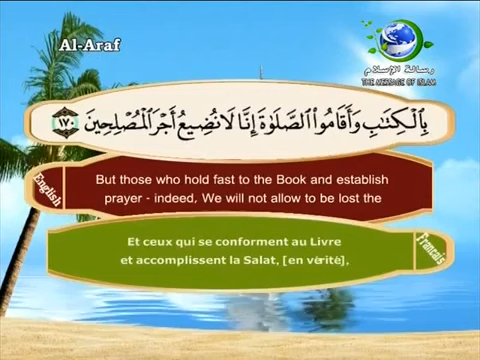 Al-Araf
رسالة الإسلام
THE MESSAGE OF ISLAM
بِٱلْكِتَٰبِ وَأَقَامُوا۟ ٱلصَّلَوٰةَ إِنَّا لَا نُضِيعُ أَجْرَ ٱلْمُصْلِحِينَ ١٧٠
English
But those who hold fast to the Book and establish
prayer - indeed, We will not allow to be lost the
Et ceux qui se conforment au Livre
et accomplissent la Salat, [en vérité],
Francais